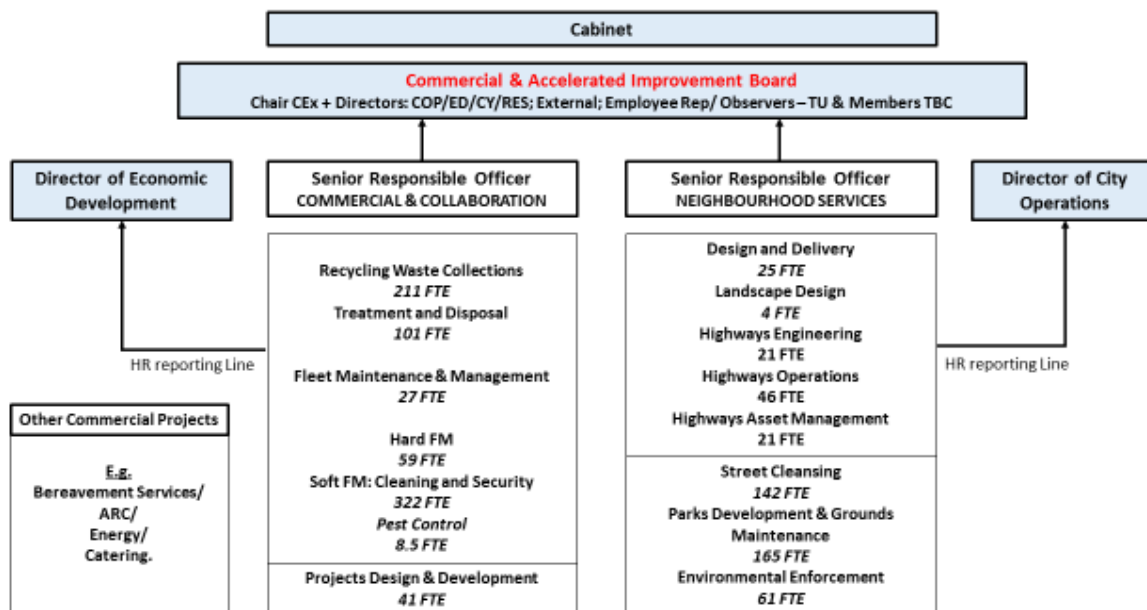 Cabinet
Commercial & Accelerated Improvement Board
Chair CEx + Directors: COP/ED/CY/RES; External; Employee Rep/ Observers – TU & Members TBC
Director of Economic
Development
Senior Responsible Officer
COMMERCIAL & COLLABORATION
Senior Responsible Officer
NEIGHBOURHOOD SERVICES
Director of City
Operations
HR reporting Line
Other Commercial Projects
E.g.
Bereavement Services/
ARC/
Energy/
Catering.
Recycling Waste Collections
211 FTE
Treatment and Disposal
101 FTE
Fleet Maintenance & Management
27 FTE
Hard FM
59 FTE
Soft FM: Cleaning and Security
322 FTE
Pest Control
8.5 FTE
Projects Design & Development
41 FTE
Design and Delivery
25 FTE
Landscape Design
4 FTE
Highways Engineering
21 FTE
Highways Operations
46 FTE
Highways Asset Management
21 FTE
Street Cleansing
142 FTE
Parks Development & Grounds
Maintenance
165 FTE
Environmental Enforcement
61 FTE
HR reporting Line